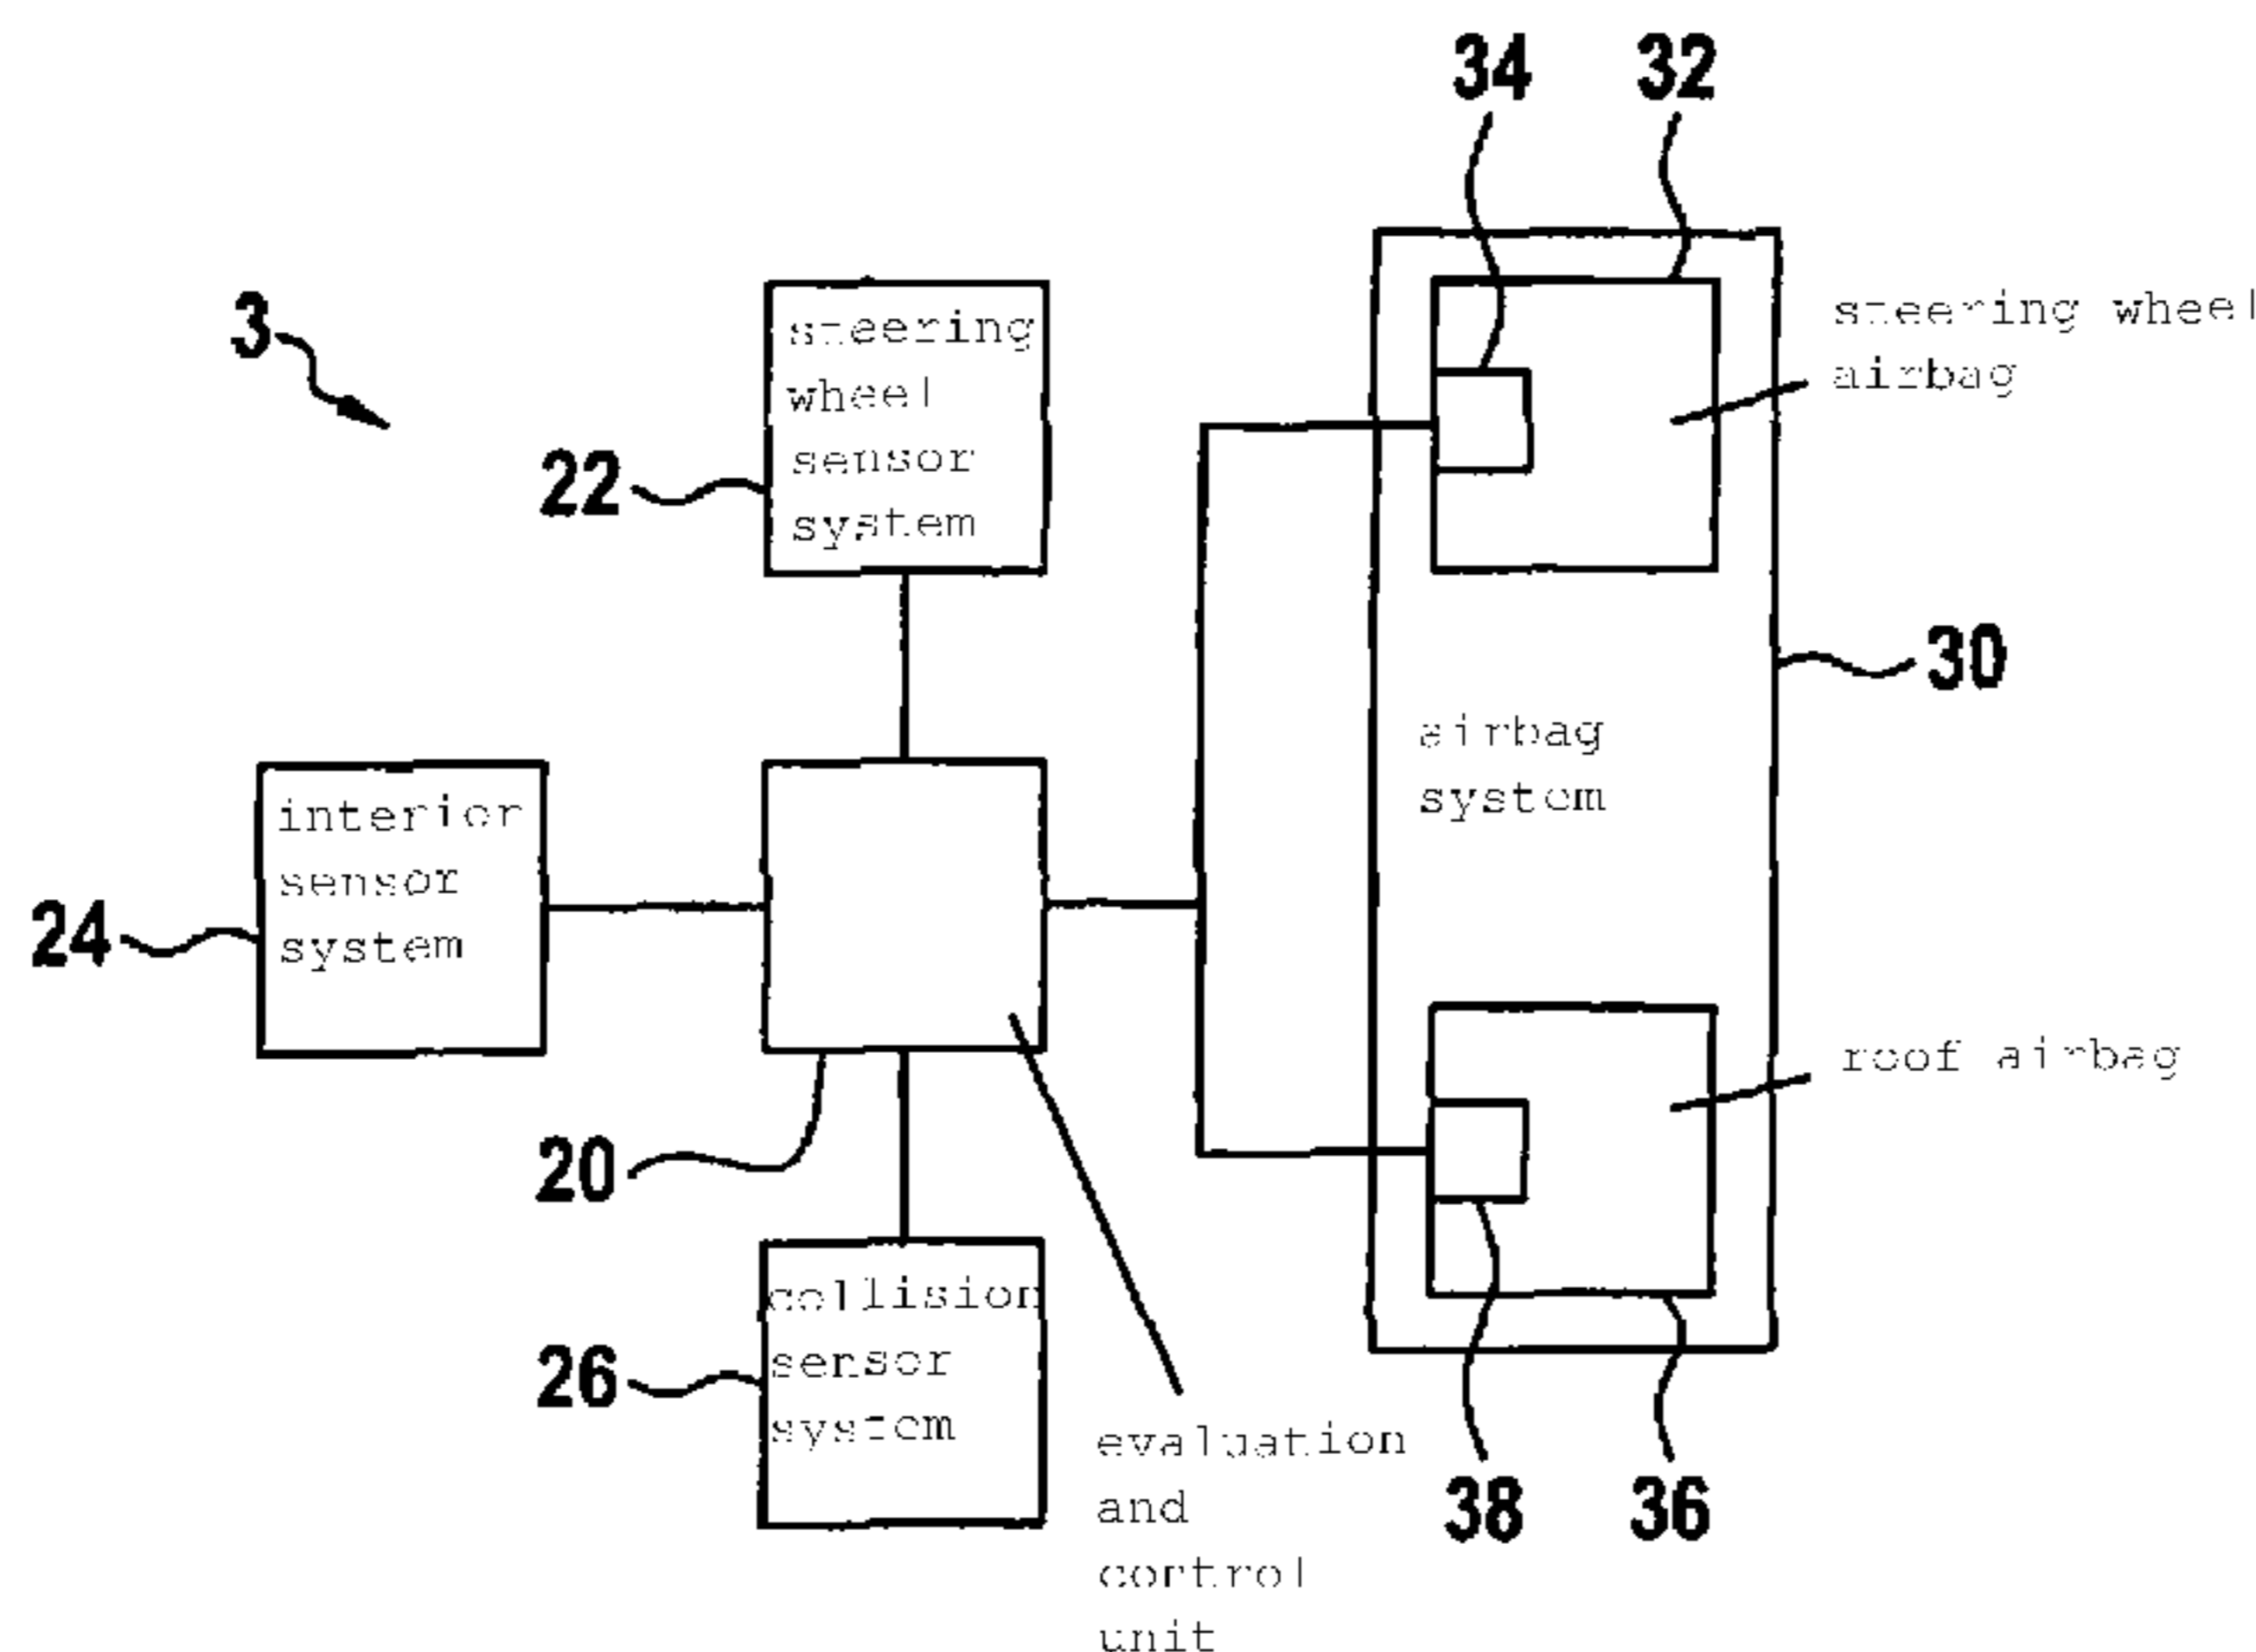 34
32
3
steering
wheel
sensor
system
22
steering wheel
airbag
30
airbag
system
interior
sensor
system
24
20
roof airbag
collision
sensor
system
26
evaluation
and
control
unit
38
36